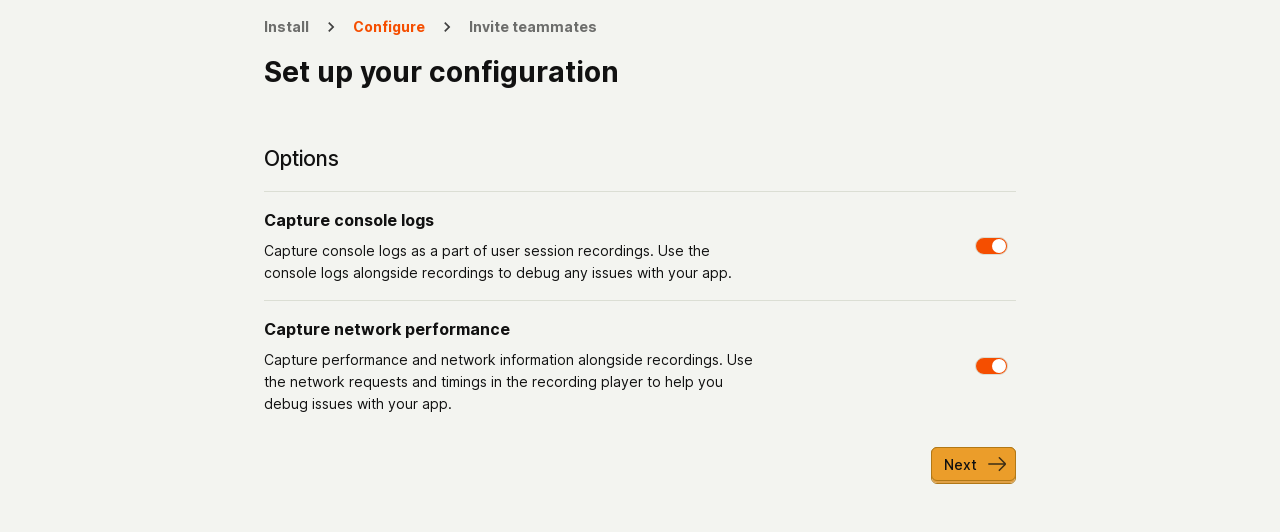 Install
Configure
Invite teammates
Set up your configuration
Options
Capture console logs
Capture console logs as a part of user session recordings. Use the
console logs alongside recordings to debug any issues with your app.
Capture network performance
Capture performance and network information alongside recordings. Use
the network requests and timings in the recording player to help you
debug issues with your app.
Next